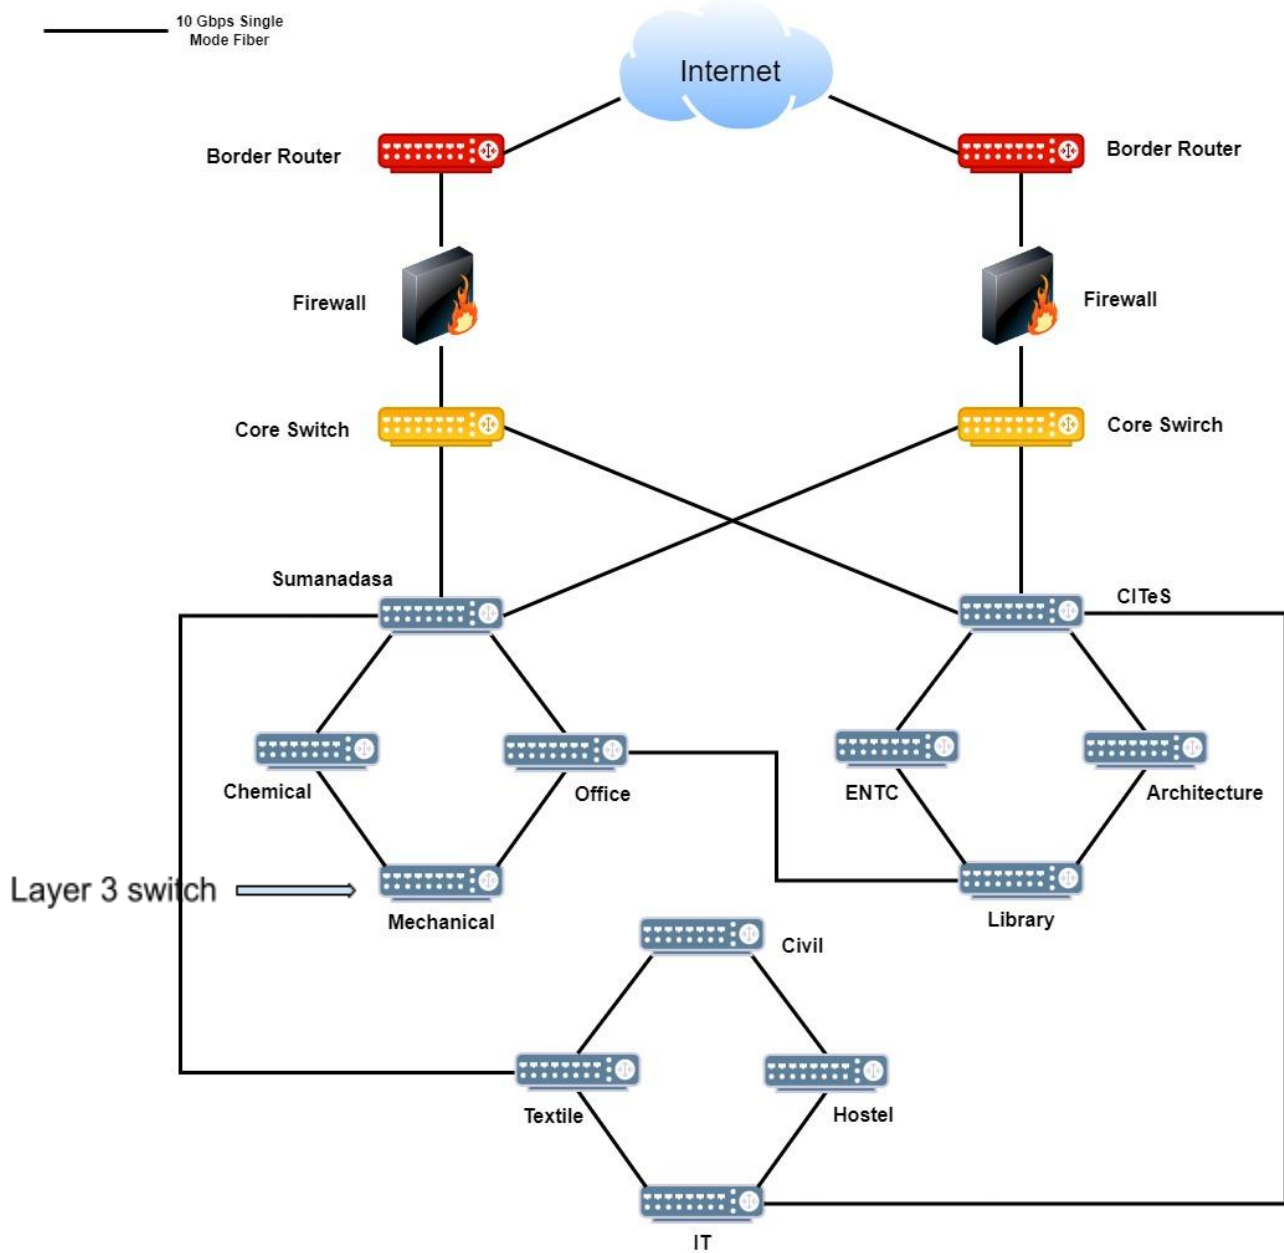 10 Gbps Single
Mode Fiber
Internet
Border Router
Border Router
Firewall
Firewall
Core Switch
Core Swirch
Sumanadasa
CITeS
Chemical
Office
ENTC
Architecture
Layer 3 switch
Mechanical
Library
Civil
Textile
Hostel
IT